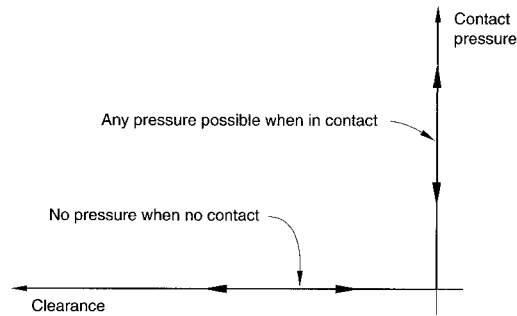 Contact
pressure
Any pressure possible when in contact
No pressure when no contact
Clearance